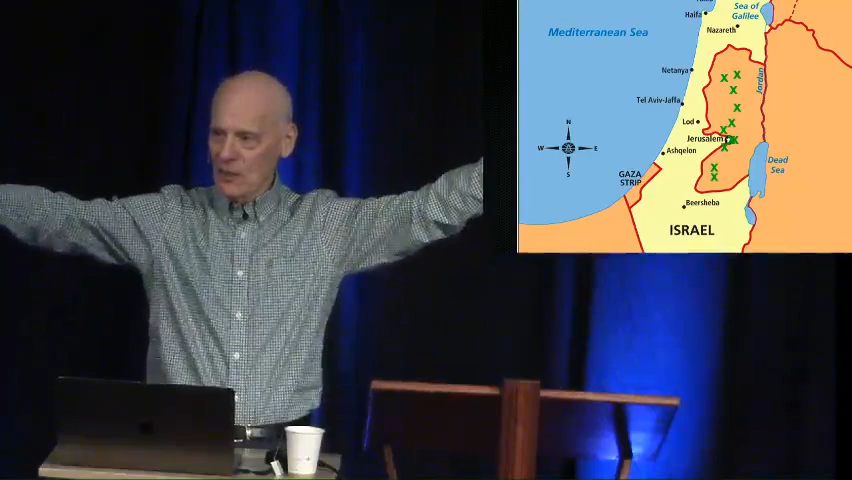 Haifa
Sea of
Galilee
Nazareth
Mediterranean Sea
Netanya
Jordan
Tel Aviv-Jaffa
Lod
N
W
E
S
Jerusalem
Ashqelon
Dead
Sea
GAZA
STRIP
Beersheba
ISRAEL
X
X
X
X
X
X
X
X
X
X